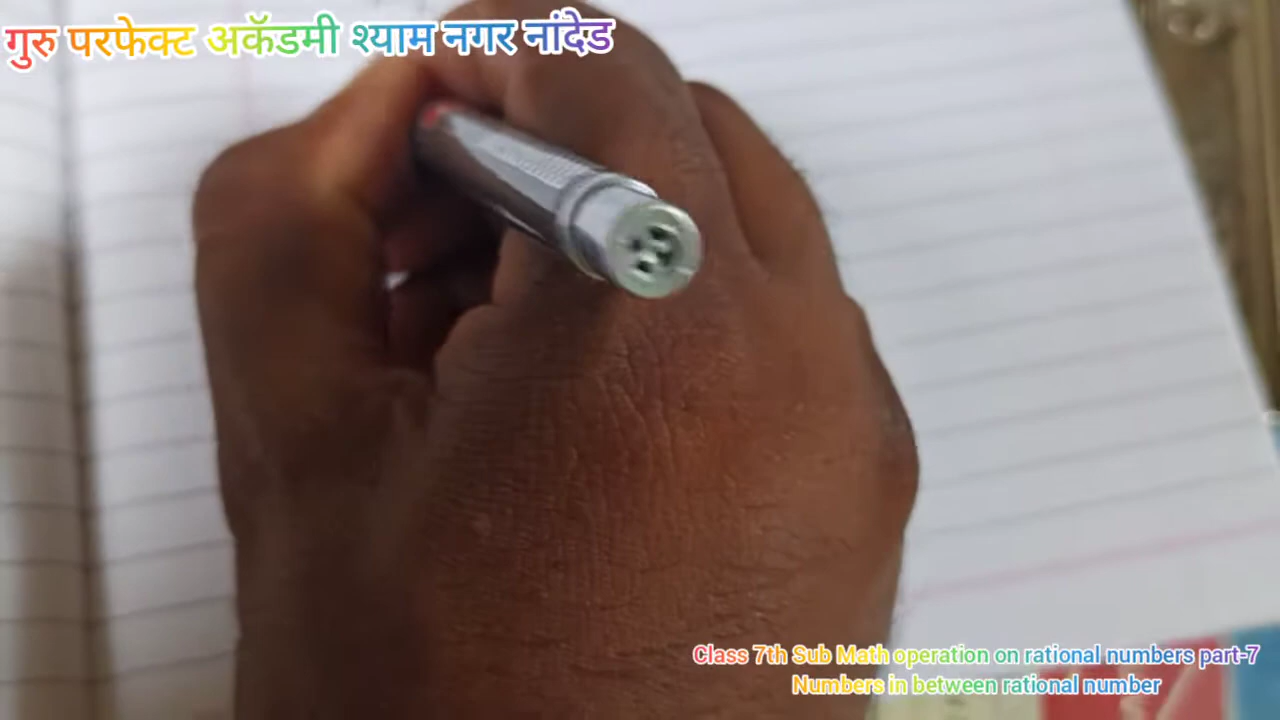 गुरु परफेक्ट अकॅडमी श्याम नगर नांदेड
Class 7th Sub Math operation on rational numbers part-7
Numbers in between rational number